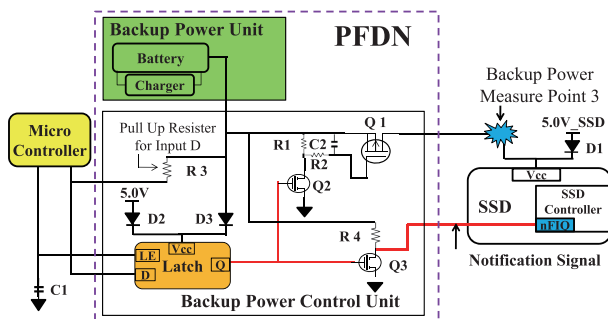 Backup Power Unit
Battery
Charger
PFDN
Micro
Controller
Pull Up Resister
for Input D
R 3
R1
C2
R2
Q 1
Q2
Backup Power
Measure Point 3
5.0V_SSD
D1
Vcc
SSD
SSD
Controller
nFIO
5.0V
D2
D3
Vcc
LE
D
Latch
Q
R 4
Q3
C1
Notification Signal
Backup Power Control Unit